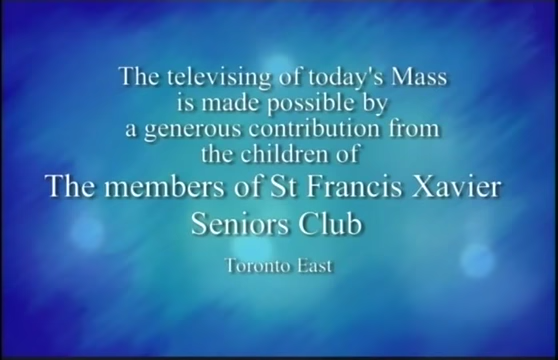 The televising of today's Mass
is made possible by
a generous contribution from
the children of
The members of St Francis Xavier
Seniors Club
Toronto East